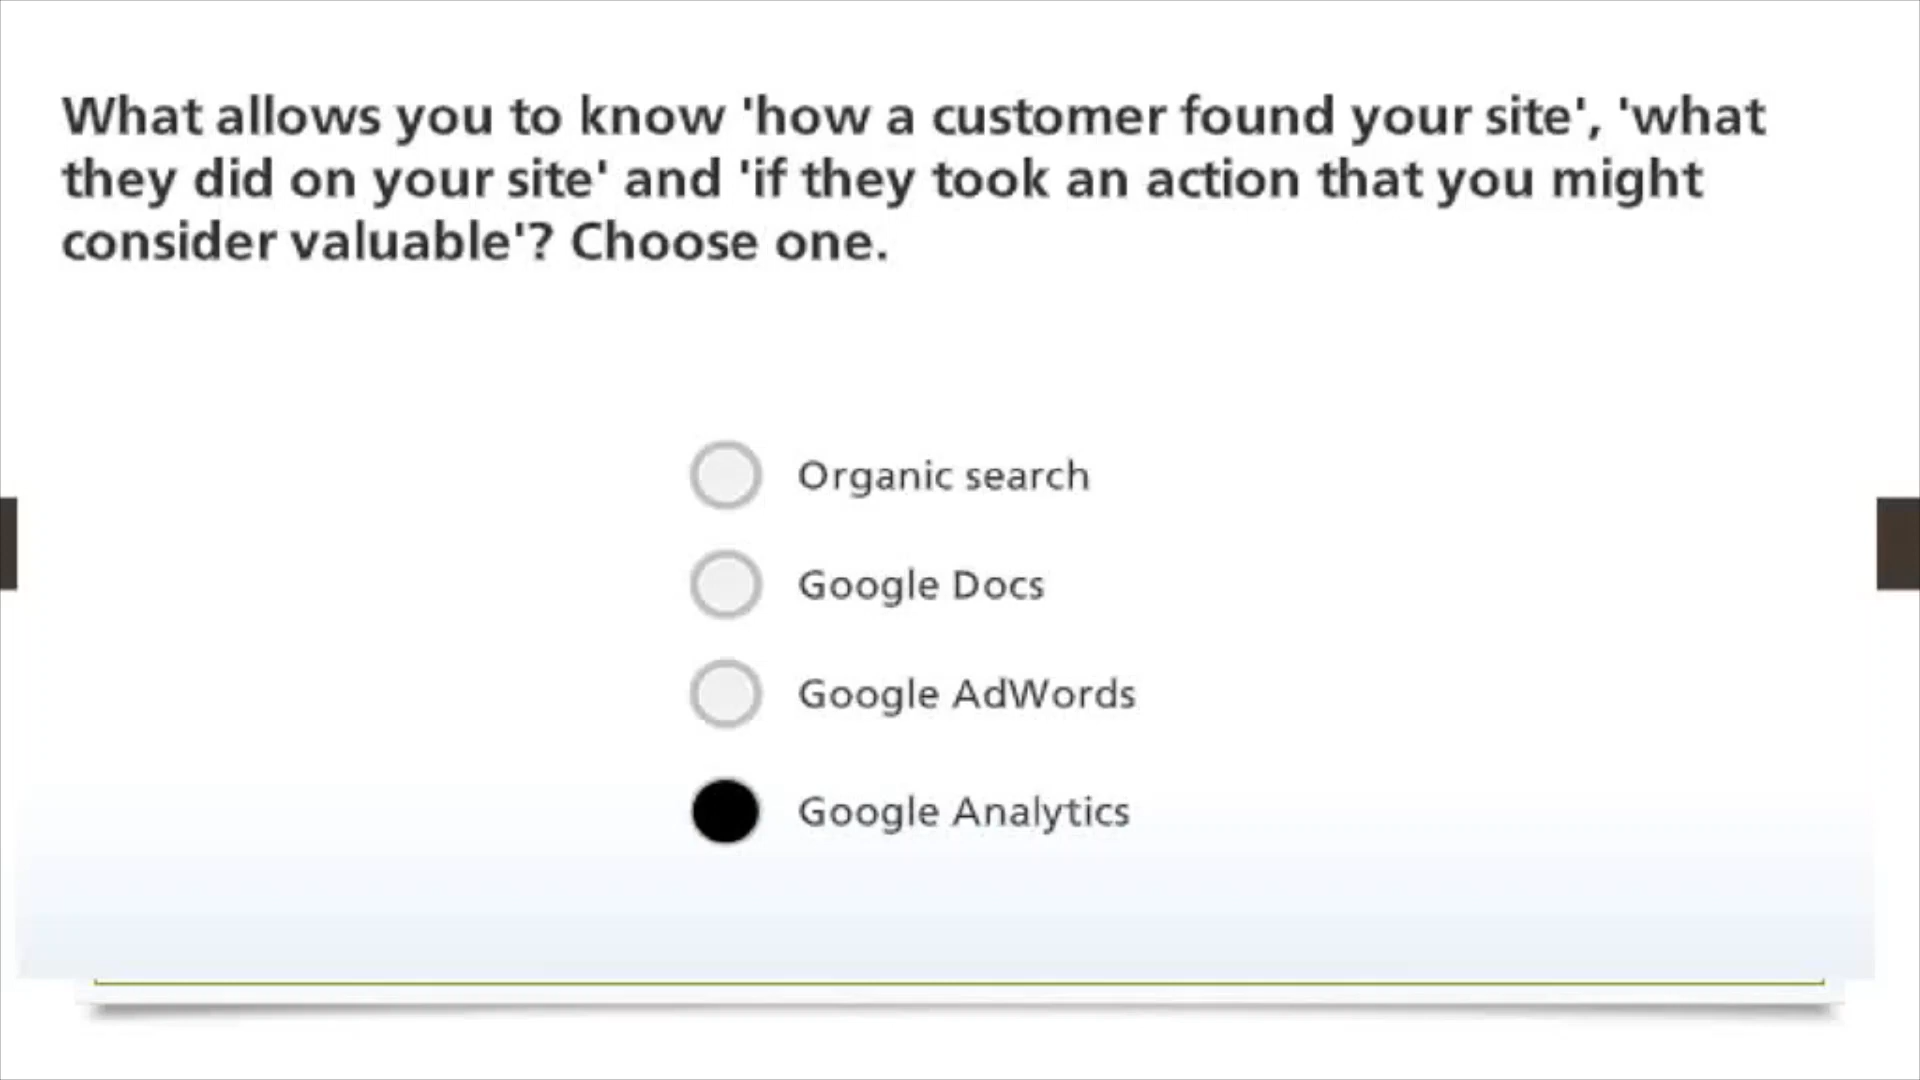 What allows you to know 'how a customer found your site', 'what
they did on your site' and 'if they took an action that you might
consider valuable'? Choose one.
Organic search
Google Docs
Google AdWords
Google Analytics